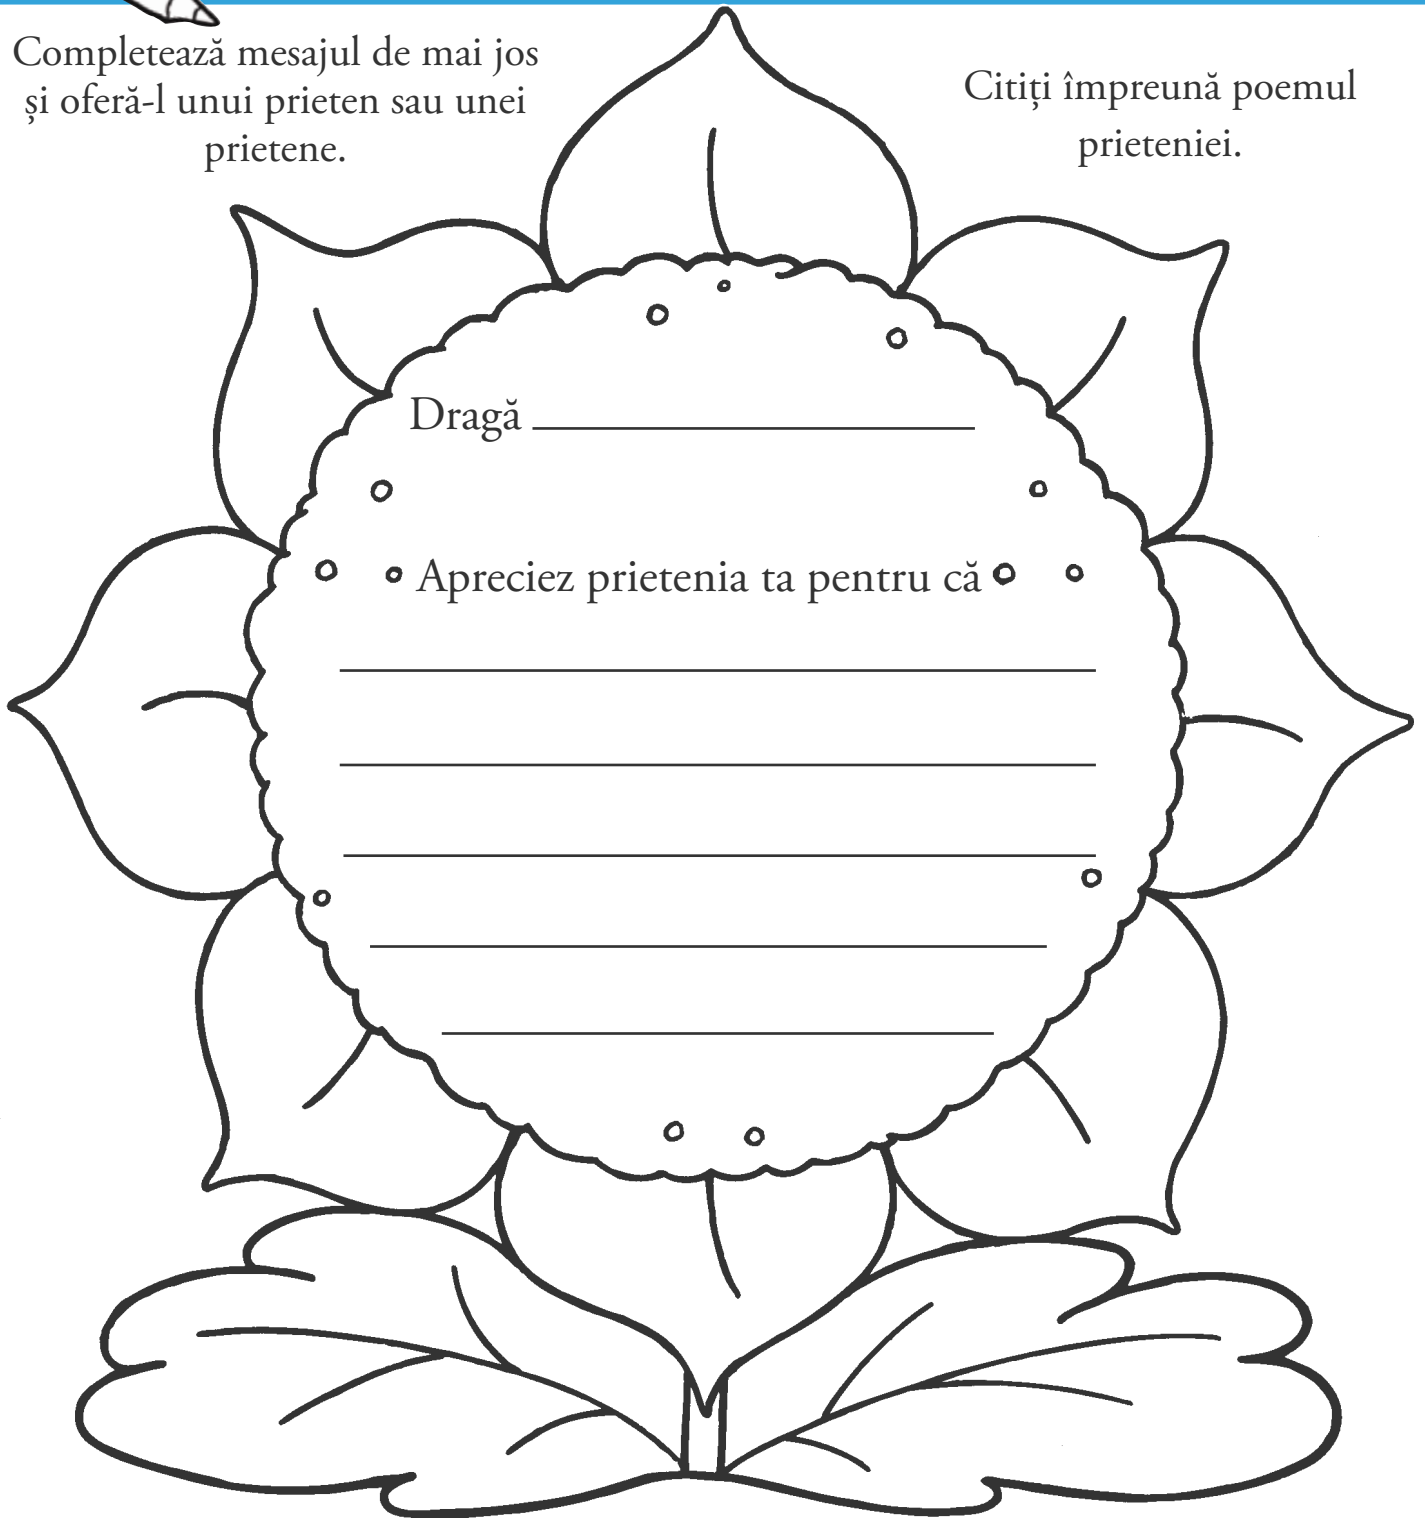 Completează mesajul de mai jos
și oferă-l unui prieten sau unei
prietene.
Citiți împreună poemul
prieteniei.
Dragă
Apreciez prietenia ta pentru că